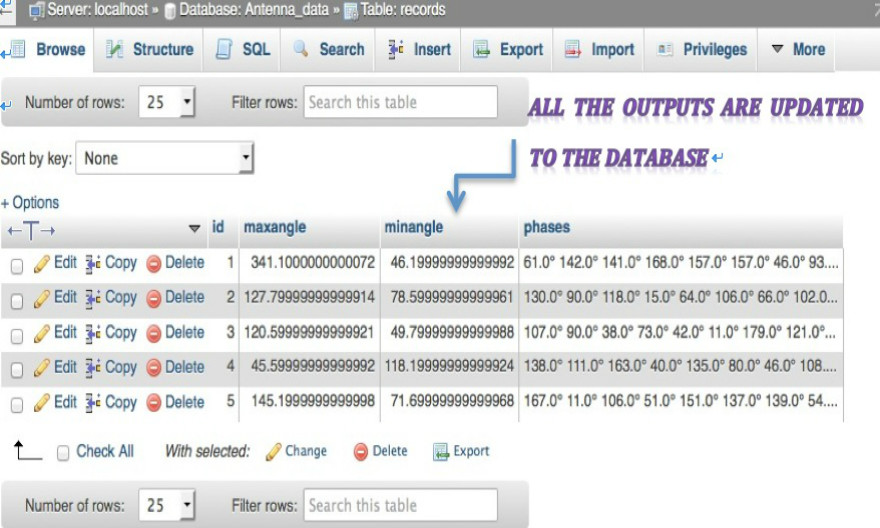 Server: localhost » Database: Antenna_data » Table: records
Browse Structure SQL Search Insert Export Import Privileges More
Number of rows: 25 Filter rows: Search this table
ALL THE OUTPUTS ARE UPDATED
TO THE DATABASE
Sort by key: None
+ Options
id maxangle minangle phases
Edit Copy Delete 1 341.1000000000072 46.19999999999992 61.0° 142.0° 141.0° 168.0° 157.0° 157.0° 46.0° 93....
Edit Copy Delete 2 127.79999999999914 78.59999999999961 130.0° 90.0° 118.0° 15.0° 64.0° 106.0° 66.0° 102.0...
Edit Copy Delete 3 120.59999999999921 49.79999999999988 107.0° 90.0° 38.0° 73.0° 42.0° 11.0° 179.0° 121.0°...
Edit Copy Delete 4 45.59999999999992 118.19999999999924 138.0° 111.0° 163.0° 40.0° 135.0° 80.0° 46.0° 108....
Edit Copy Delete 5 145.1999999999998 71.69999999999968 167.0° 11.0° 106.0° 51.0° 151.0° 137.0° 139.0° 54....
Check All With selected: Change Delete Export
Number of rows: 25 Filter rows: Search this table